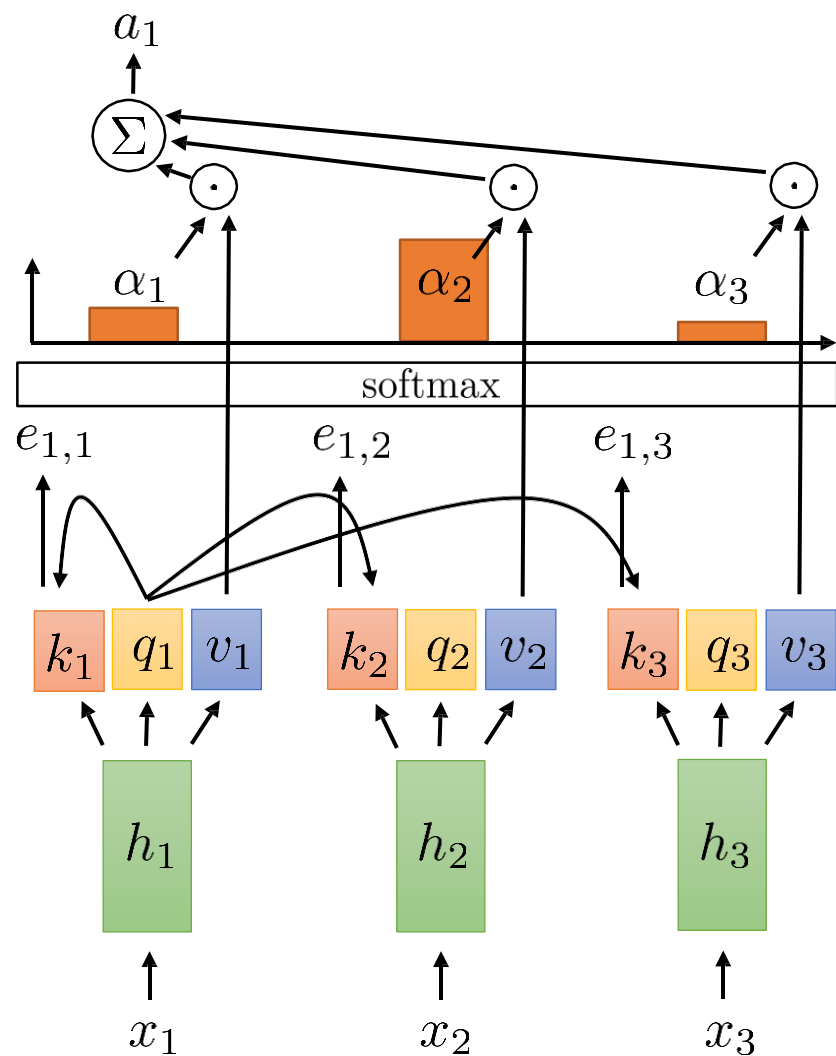 a₁
Σ
α₁ α₂ α₃
softmax
e₁,₁ e₁,₂ e₁,₃
k₁ q₁ v₁ k₂ q₂ v₂ k₃ q₃ v₃
h₁ h₂ h₃
x₁ x₂ x₃